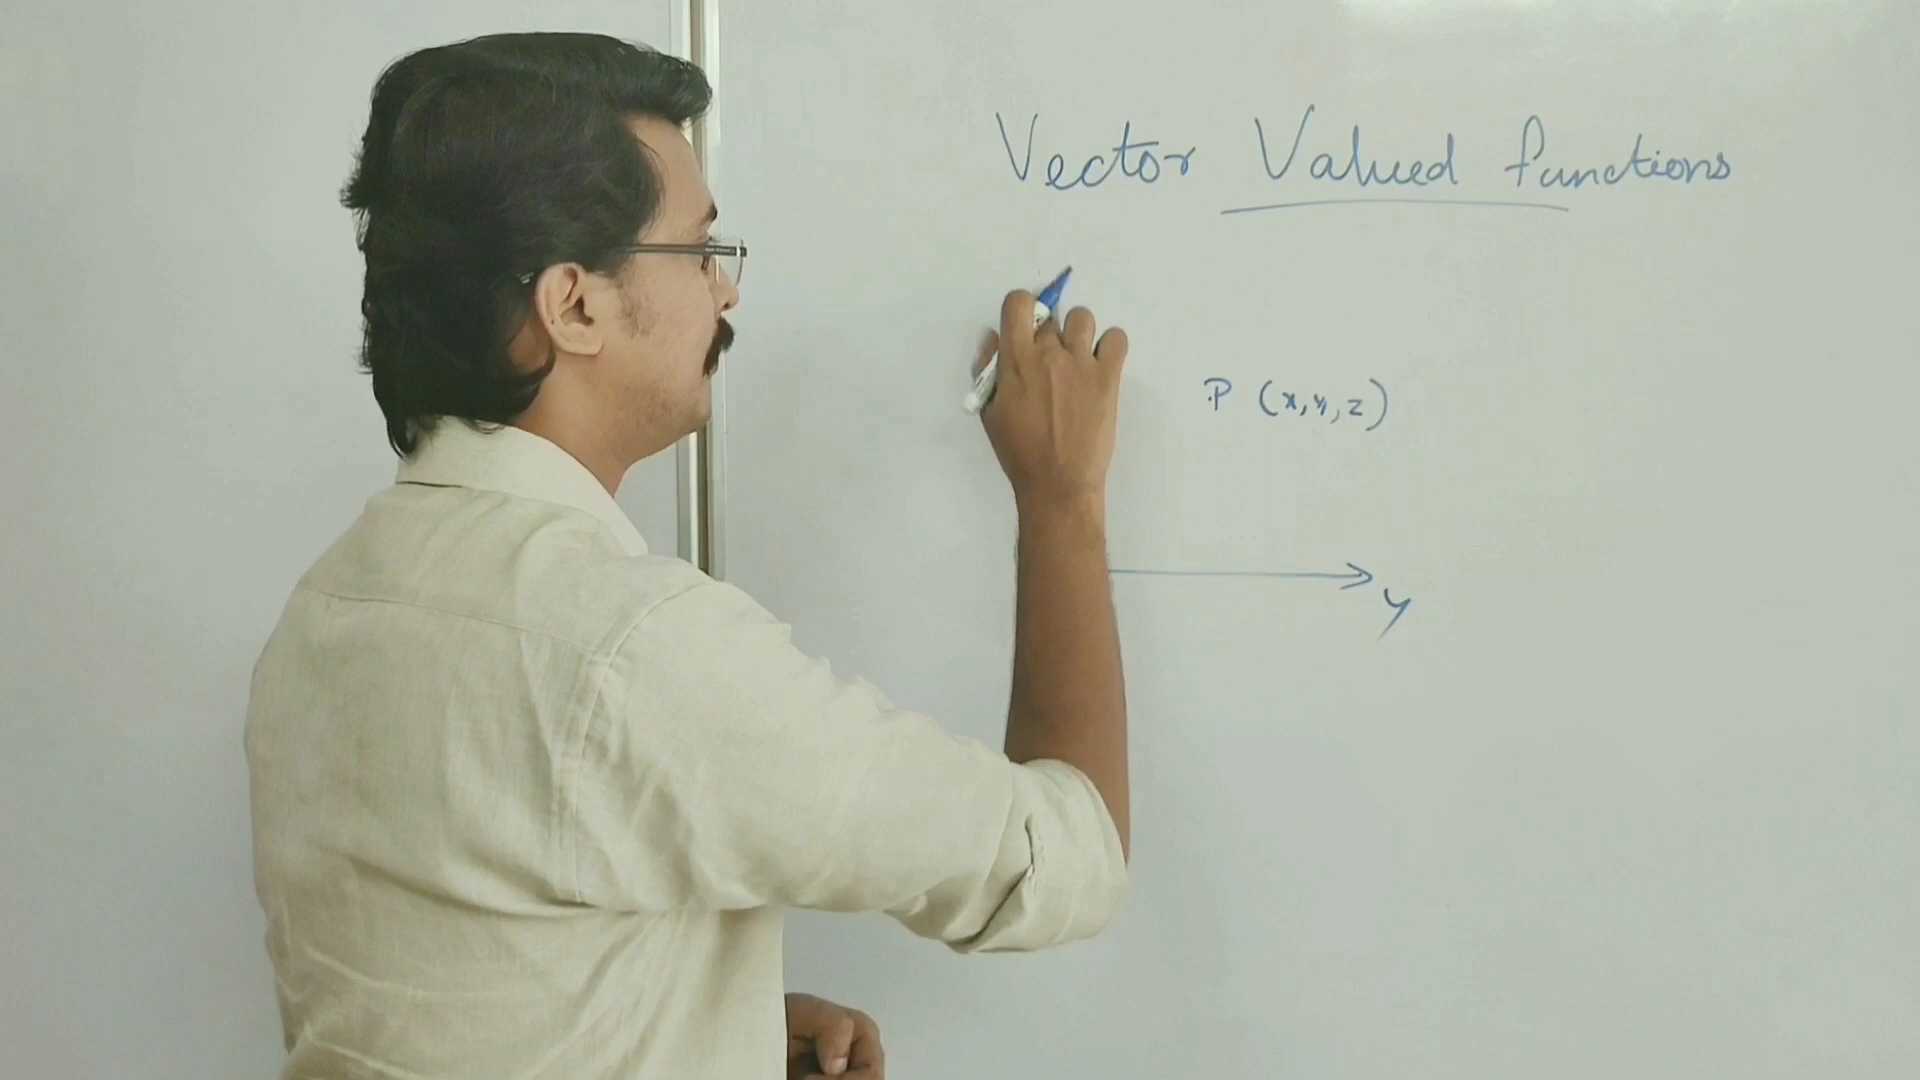 Vector Valued functions
P (x,y,z)
y